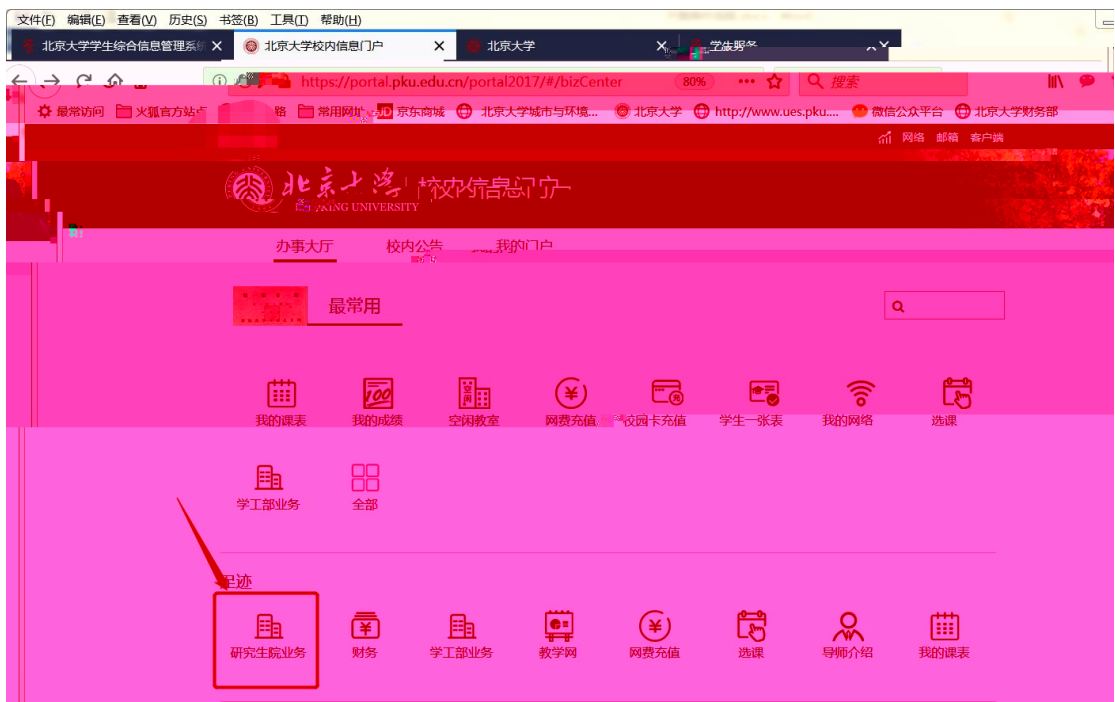 文件(F) 编辑(E) 查看(V) 历史(S) 书签(B) 工具(T) 帮助(H)
北京大学学生综合信息管理系 北京大学校内信息门户 北京大学
https://portal.pku.edu.cn/portal2017/#/bizCenter 80% 搜索
最常访问 火狐官方站点 常用网址 JD 京东商城 北京大学城市与环境... 北京大学 http://www.ues.pku.... 微信公众平台 北京大学财务部
网络 邮箱 客户端
北京大学 校内信息门户
KING UNIVERSITY
办事大厅 校内公告 我的门户
最常用
我的课表 我的成绩 空闲教室 网费充值 校园卡充值 学生一张表 我的网络 选课
学工部业务 全部
足迹
研究生院业务 财务 学工部业务 教学网 网费充值 选课 导师介绍 我的课表